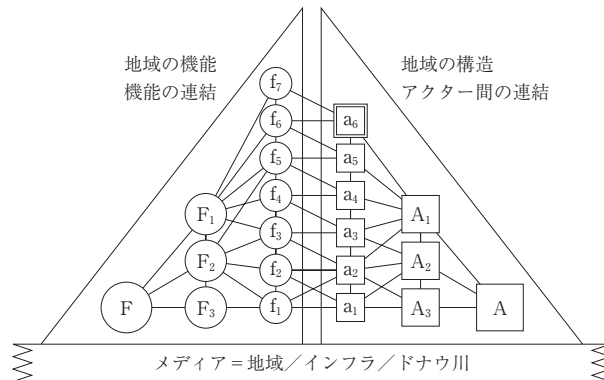 地域の機能
機能の連結
地域の構造
アクター間の連結
f₇
f₆
a₆
f₅
a₅
f₄
a₄
F₁
A₁
f₃
a₃
F₂
A₂
f₂
a₂
F
F₃
f₁
a₁
A₃
A
メディア=地域/インフラ/ドナウ川